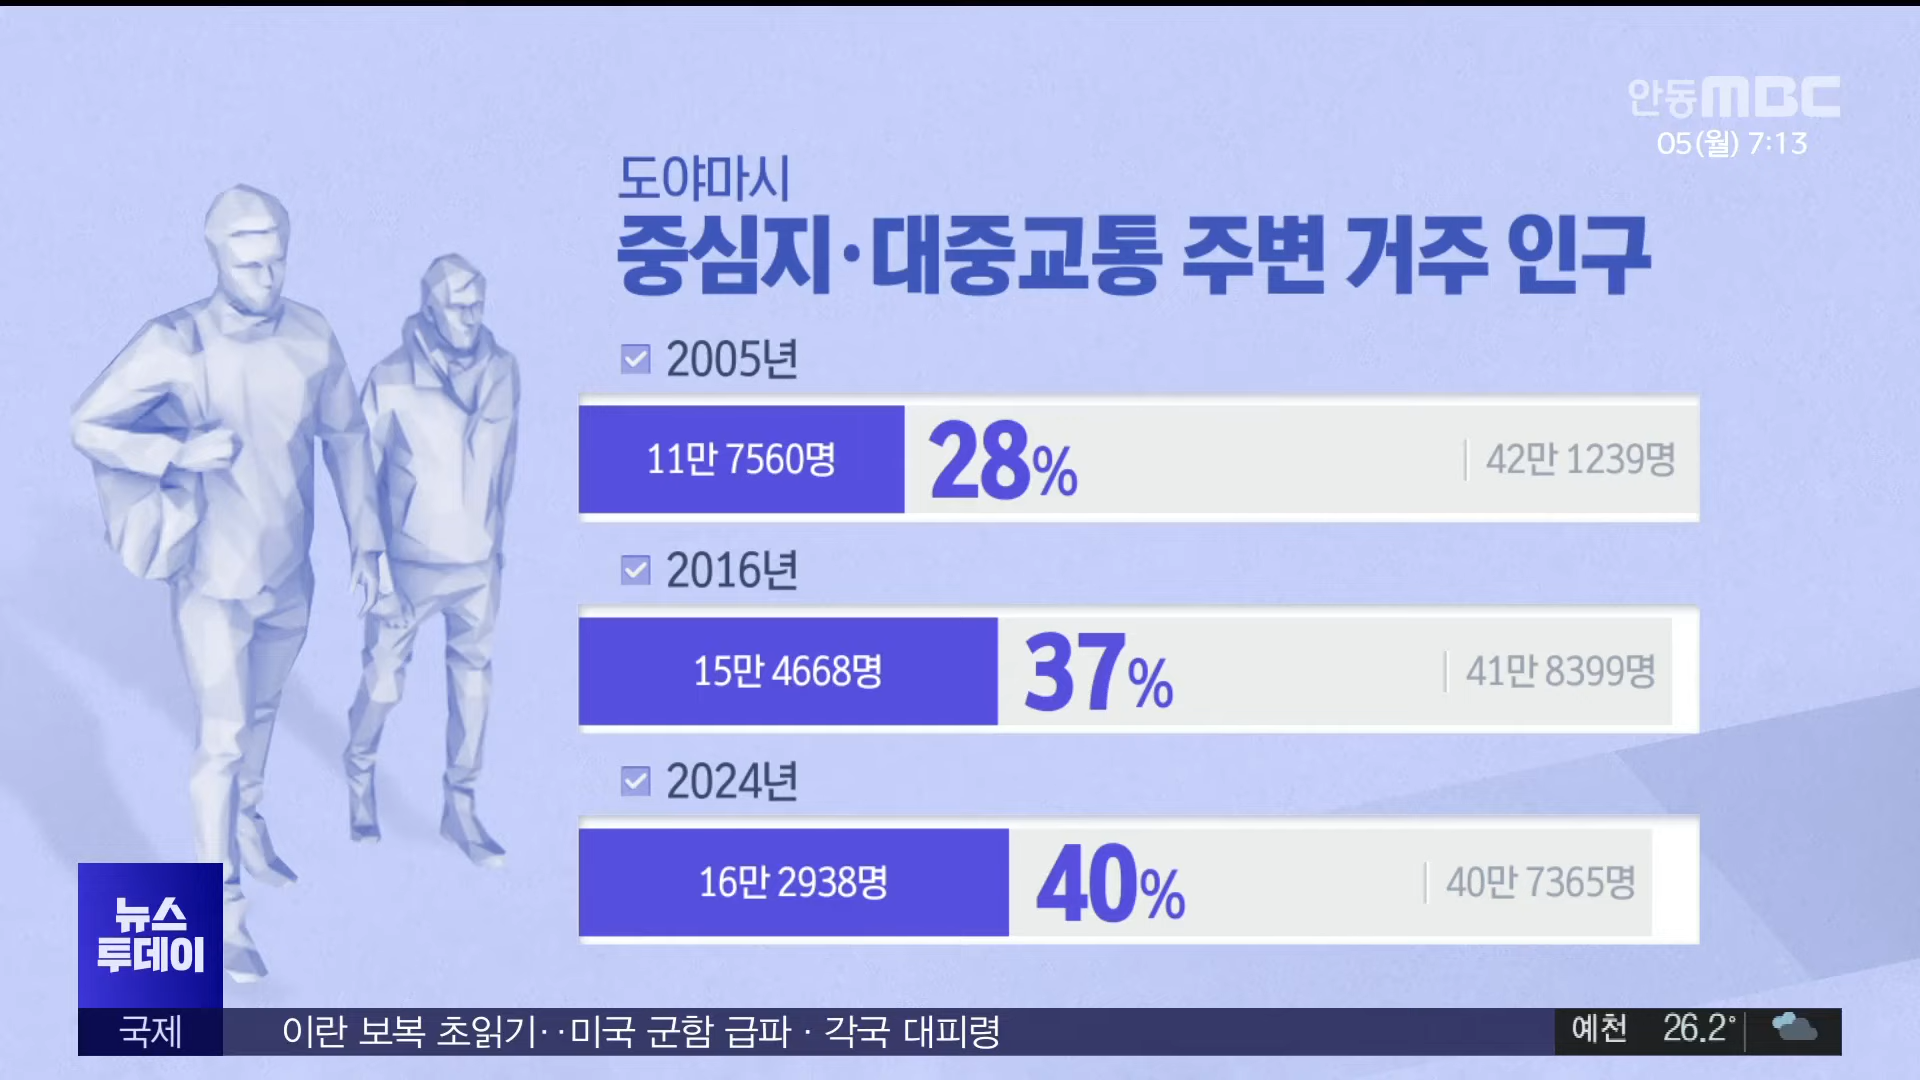 안동MBC
05(월) 7:13
도야마시
중심지·대중교통 주변 거주 인구
2005년
11만 7560명 28% 42만 1239명
2016년
15만 4668명 37% 41만 8399명
2024년
16만 2938명 40% 40만 7365명
뉴스
투데이
국제 이란 보복 초읽기‥미국 군함 급파·각국 대피령 예천 26.2°